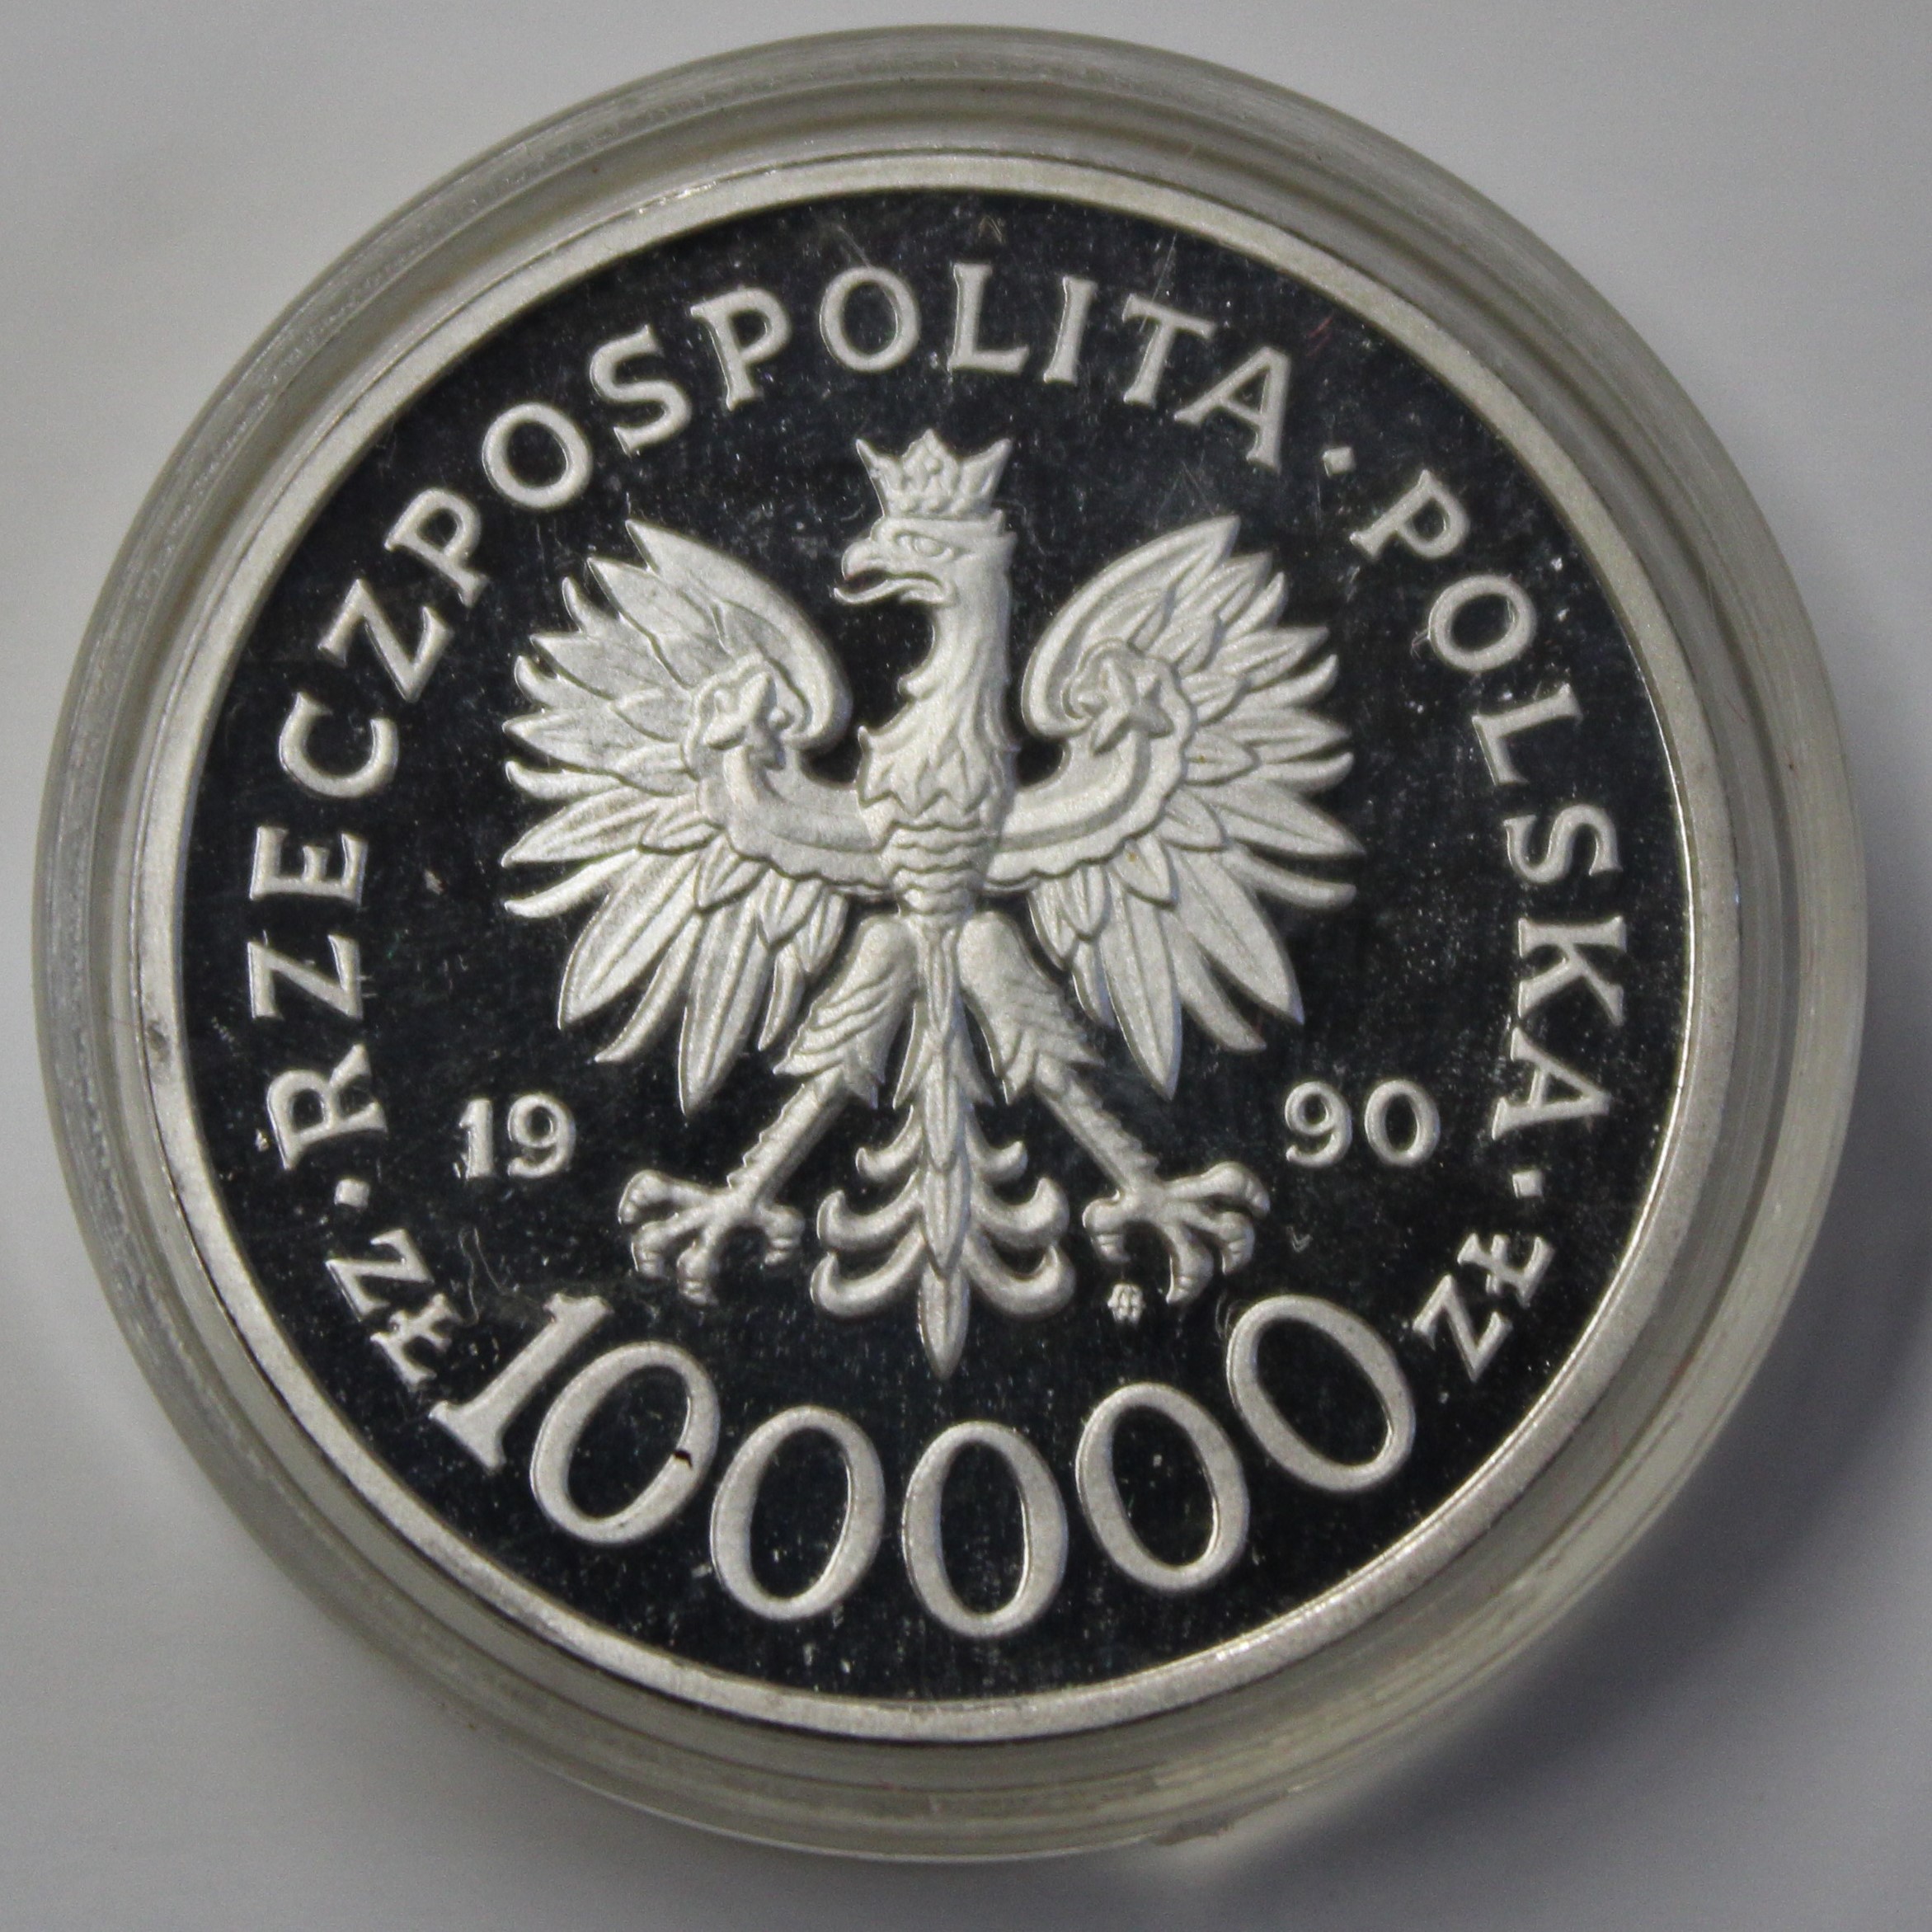 RZECZPOSPOLITA · POLSKA
19 90
ZŁ 100000 ZŁ